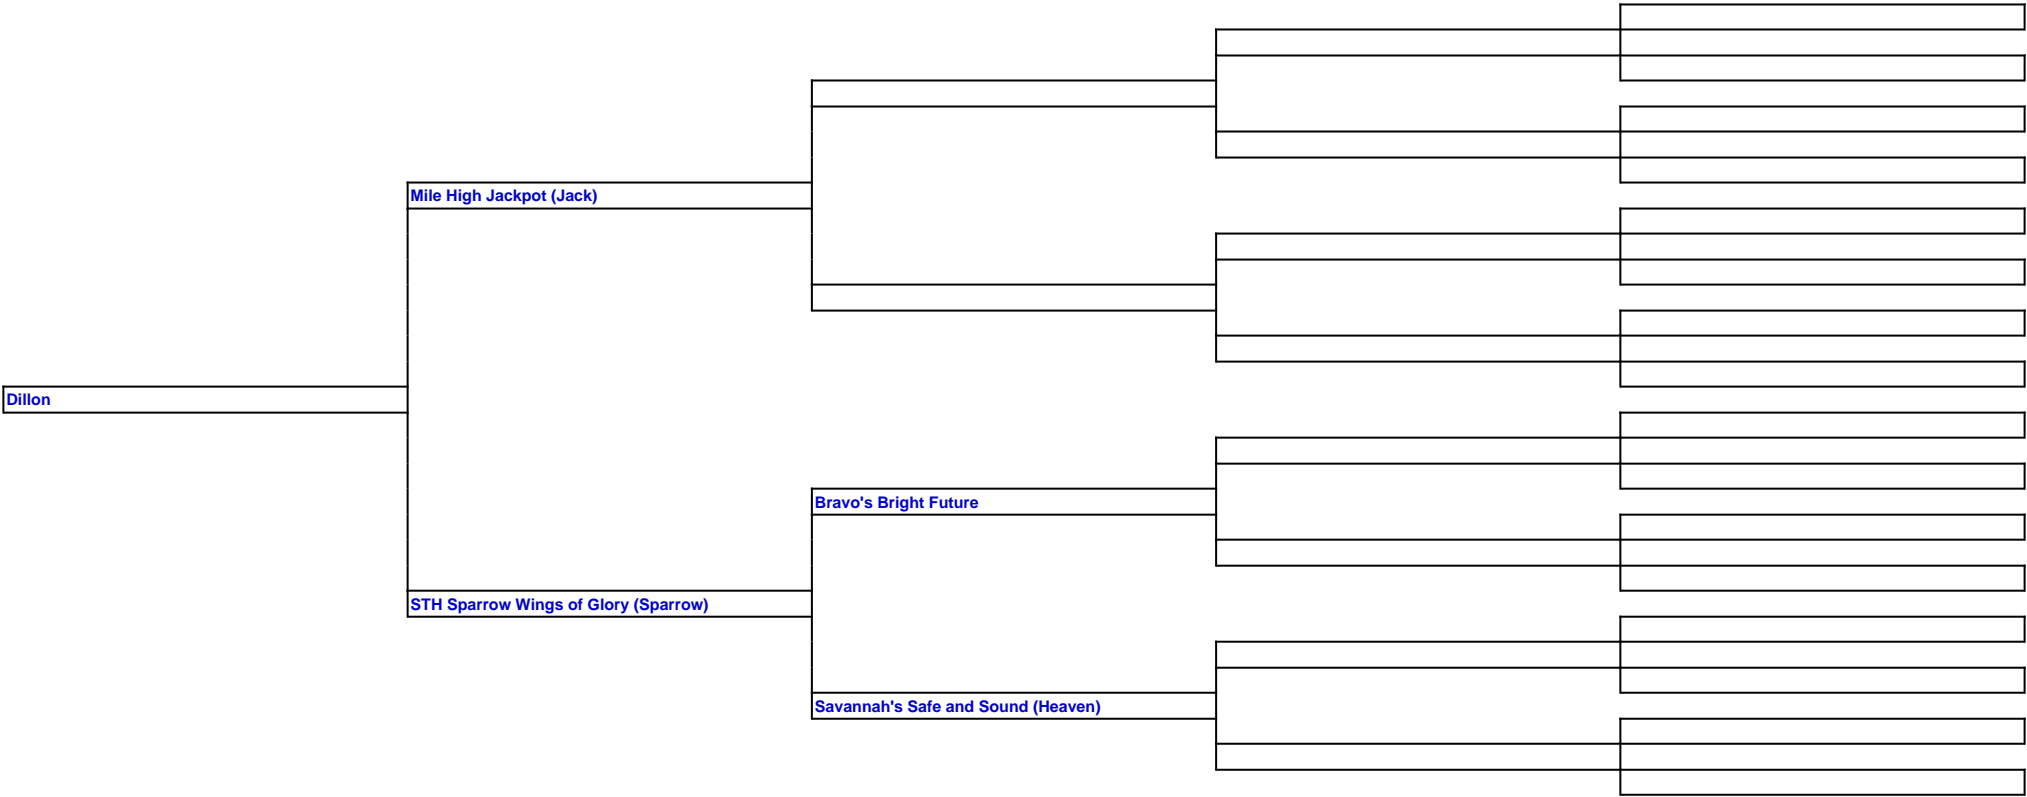 Mile High Jackpot (Jack)
Dillon
Bravo's Bright Future
STH Sparrow Wings of Glory (Sparrow)
Savannah's Safe and Sound (Heaven)